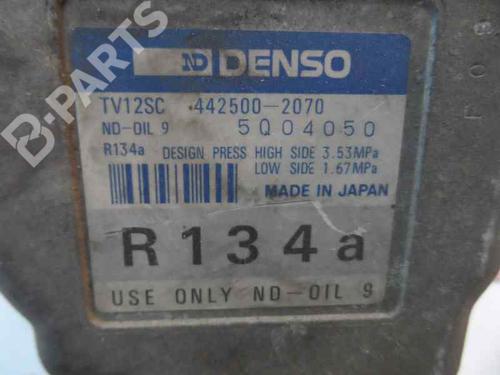 ND DENSO
TV12SC 442500-2070
ND-OIL 9 5Q04050
R134a DESIGN PRESS HIGH SIDE 3.53MPa
LOW SIDE 1.67MPa
MADE IN JAPAN
R134a
USE ONLY ND-OIL 9
B-PARTS